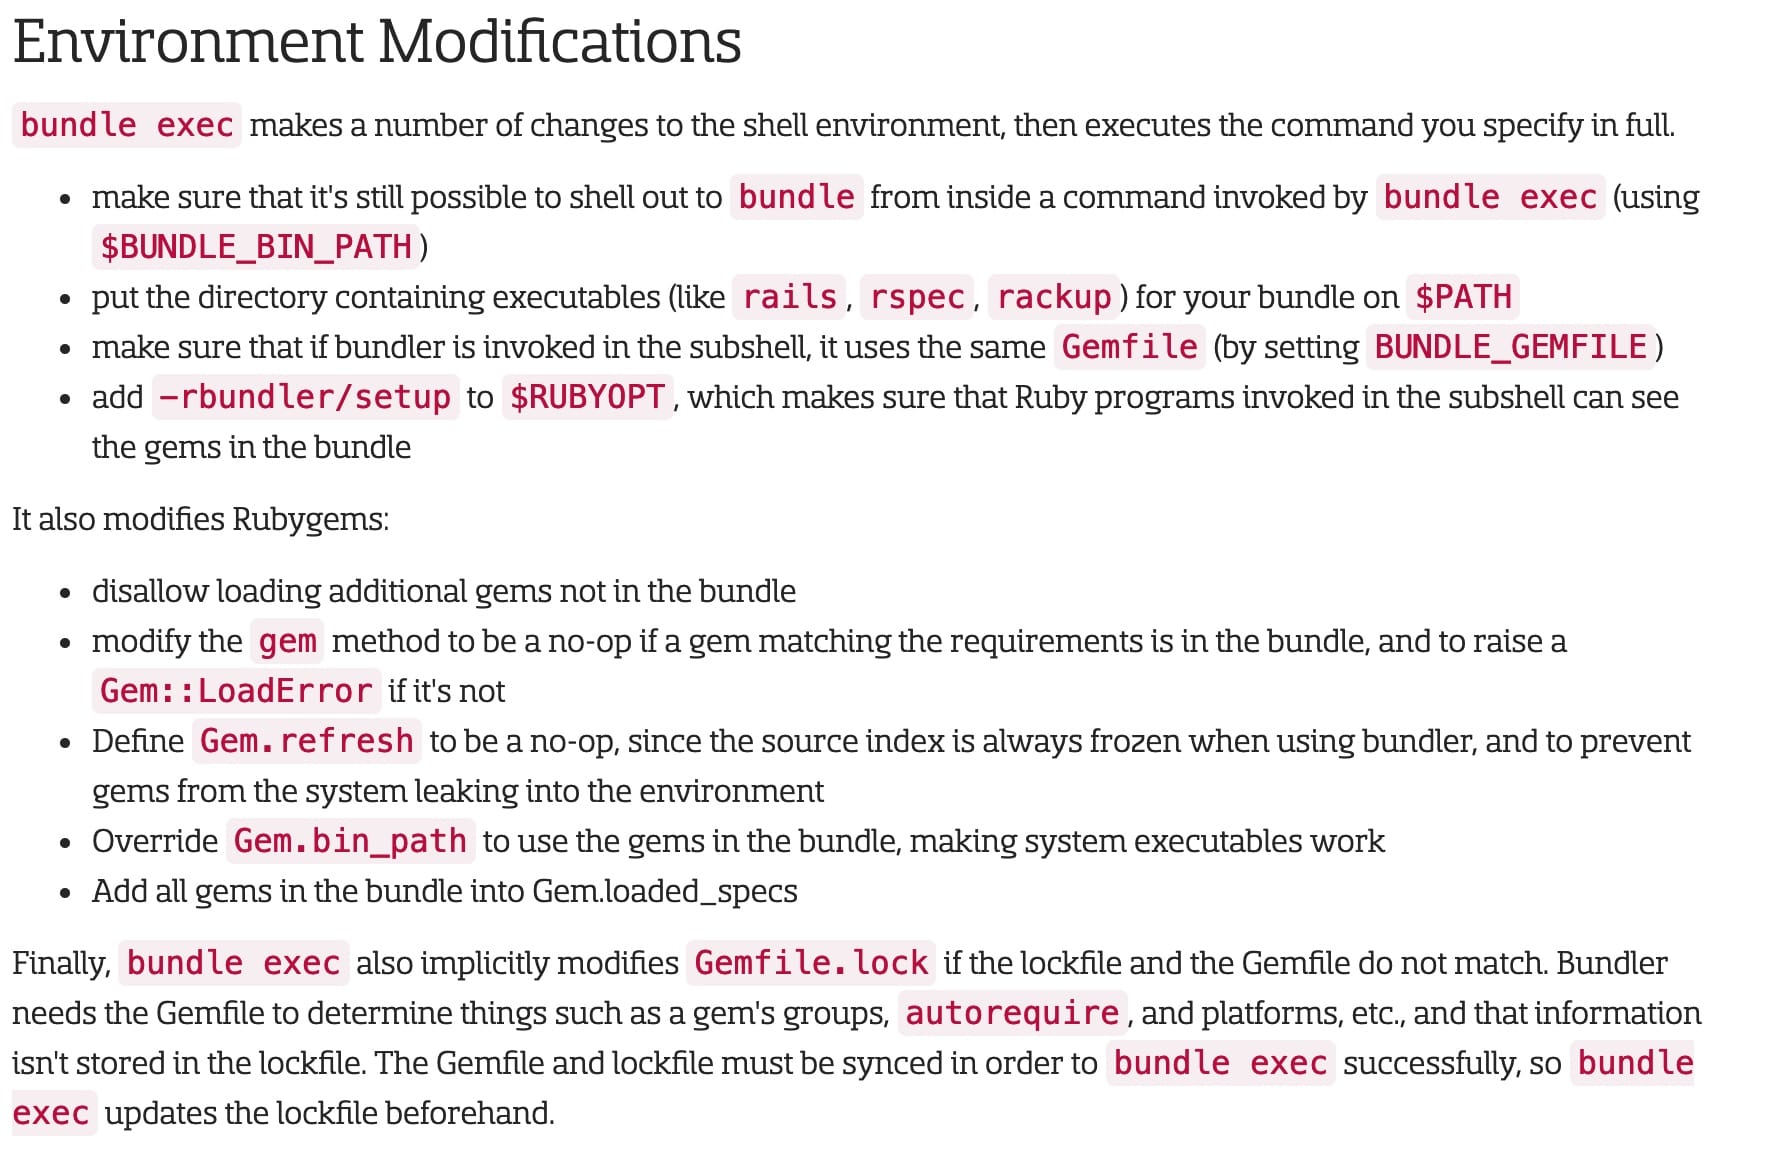 Environment Modifications
bundle exec makes a number of changes to the shell environment, then executes the command you specify in full.
• make sure that it's still possible to shell out to bundle from inside a command invoked by bundle exec (using
$BUNDLE_BIN_PATH)
• put the directory containing executables (like rails, rspec, rackup) for your bundle on $PATH
• make sure that if bundler is invoked in the subshell, it uses the same Gemfile (by setting BUNDLE_GEMFILE)
• add -rbundler/setup to $RUBYOPT, which makes sure that Ruby programs invoked in the subshell can see
the gems in the bundle
It also modifies Rubygems:
• disallow loading additional gems not in the bundle
• modify the gem method to be a no-op if a gem matching the requirements is in the bundle, and to raise a
Gem::LoadError if it's not
• Define Gem.refresh to be a no-op, since the source index is always frozen when using bundler, and to prevent
gems from the system leaking into the environment
• Override Gem.bin_path to use the gems in the bundle, making system executables work
• Add all gems in the bundle into Gem.loaded_specs
Finally, bundle exec also implicitly modifies Gemfile.lock if the lockfile and the Gemfile do not match. Bundler
needs the Gemfile to determine things such as a gem's groups, autorequire, and platforms, etc., and that information
isn't stored in the lockfile. The Gemfile and lockfile must be synced in order to bundle exec successfully, so bundle
exec updates the lockfile beforehand.